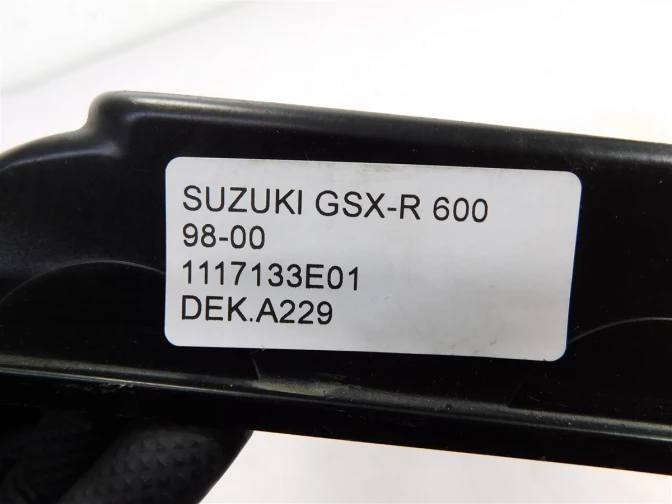 SUZUKI GSX-R 600
98-00
1117133E01
DEK.A229